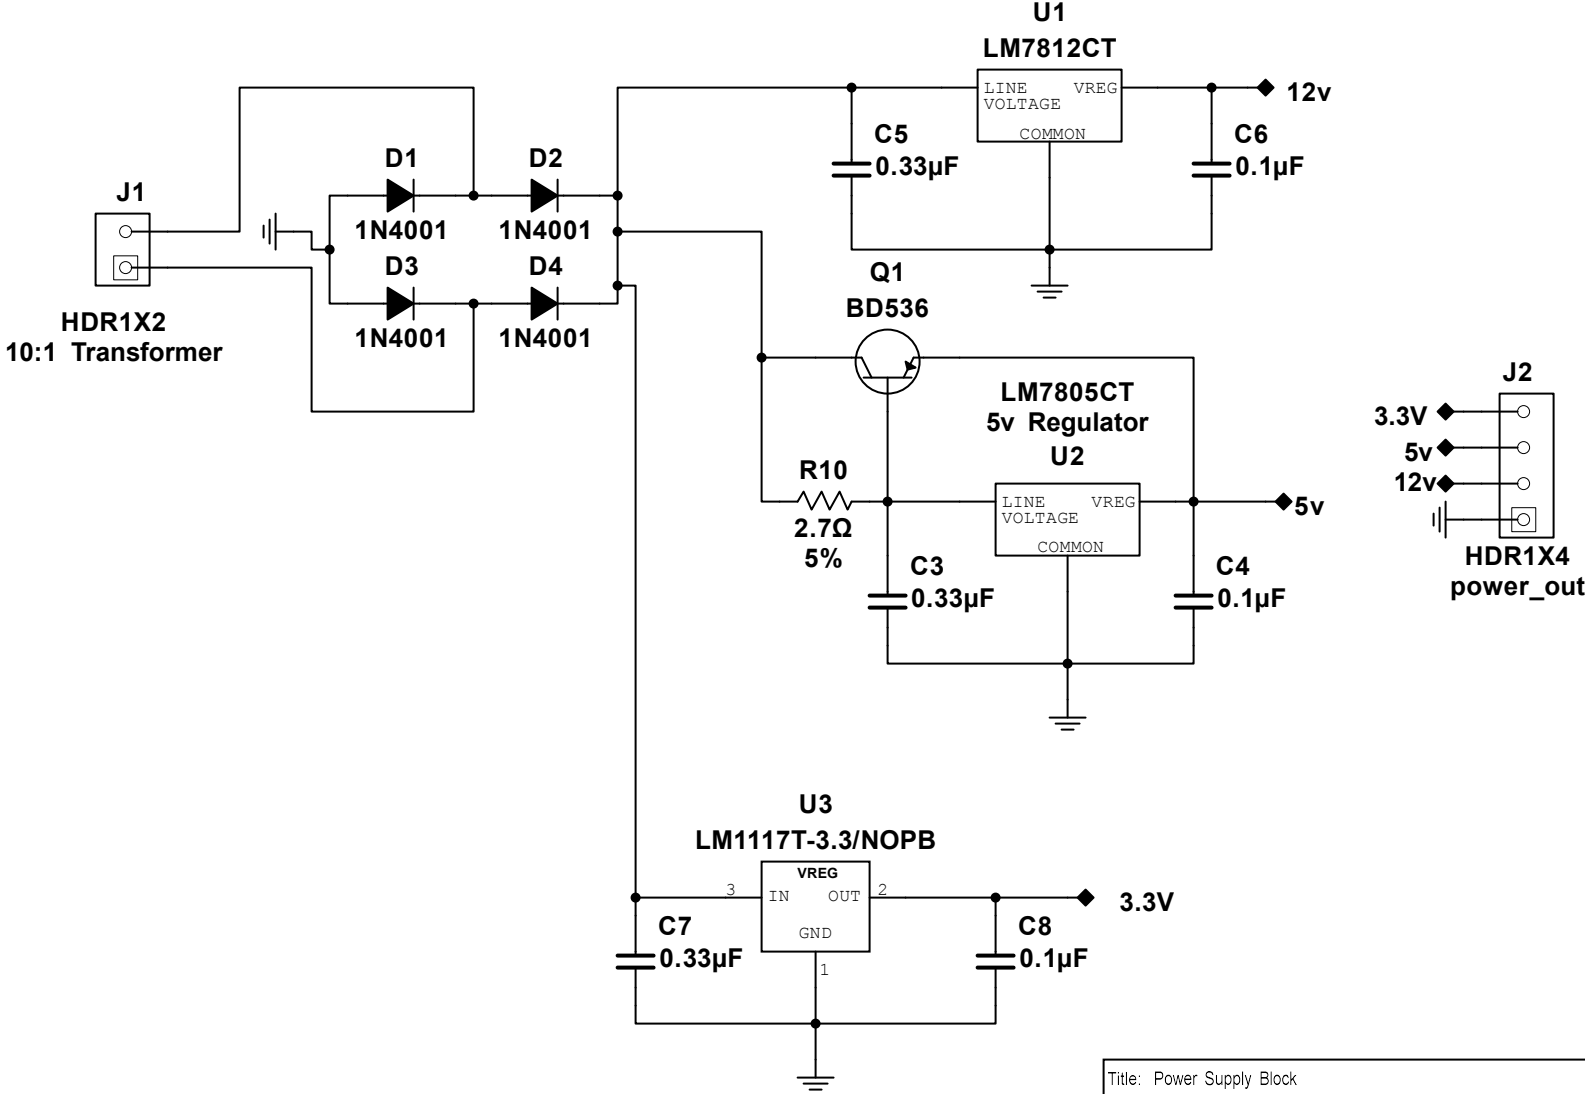 U1
LM7812CT
LINE VREG
VOLTAGE
COMMON
12v
C5
0.33µF
C6
0.1µF
D1
1N4001
D2
1N4001
D3
1N4001
D4
1N4001
J1
HDR1X2
10:1 Transformer
Q1
BD536
LM7805CT
5v Regulator
U2
LINE VREG
VOLTAGE
COMMON
5v
R10
2.7Ω
5%
C3
0.33µF
C4
0.1µF
J2
3.3V
5v
12v
HDR1X4
power_out
U3
LM1117T-3.3/NOPB
VREG
3 IN OUT 2
GND
1
3.3V
C7
0.33µF
C8
0.1µF
Title: Power Supply Block